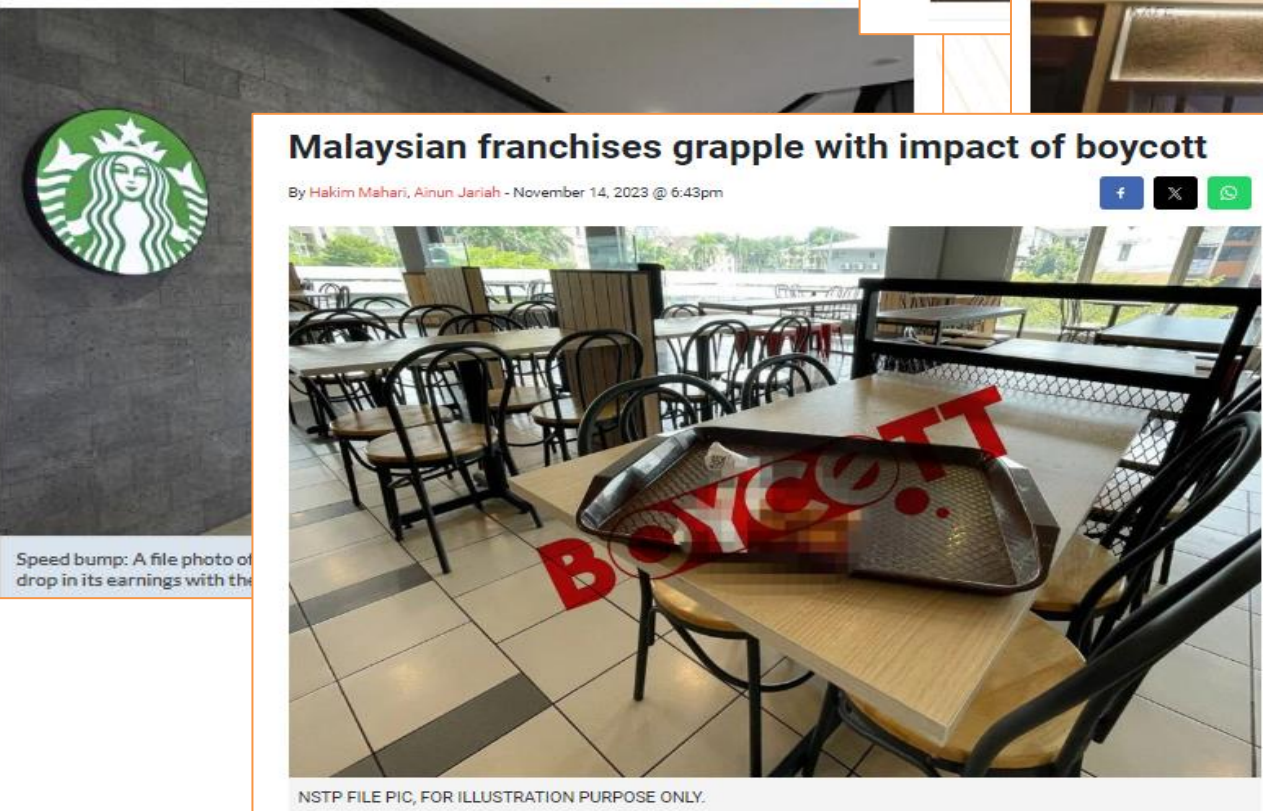 Malaysian franchises grapple with impact of boycott
By Hakim Mahari, Ainun Jariah - November 14, 2023 @ 6:43pm
BOYCOTT
NSTP FILE PIC, FOR ILLUSTRATION PURPOSE ONLY.
Speed bump: A file photo of
drop in its earnings with the